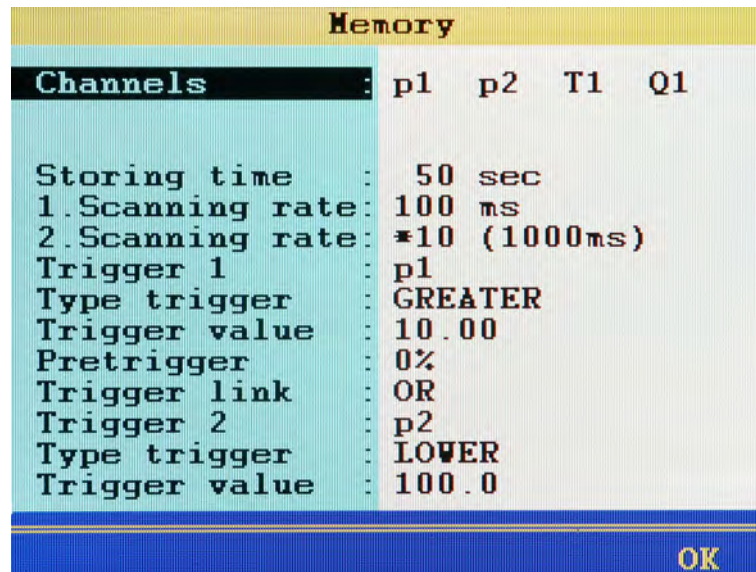 Memory
Channels : p1 p2 T1 Q1
Storing time : 50 sec
1.Scanning rate: 100 ms
2.Scanning rate: *10 (1000ms)
Trigger 1 : p1
Type trigger : GREATER
Trigger value : 10.00
Pretrigger : 0%
Trigger link : OR
Trigger 2 : p2
Type trigger : LOWER
Trigger value : 100.0
OK